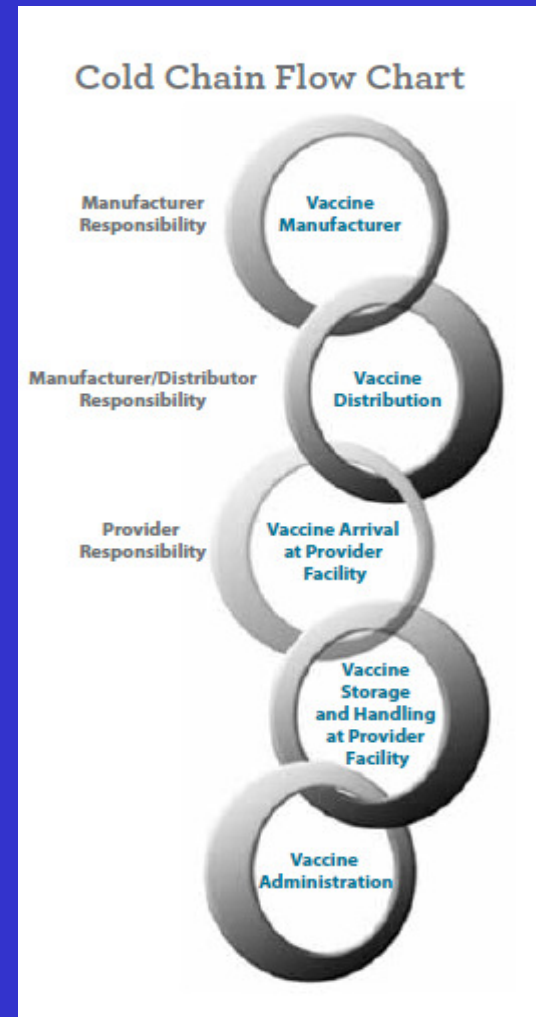 Cold Chain Flow Chart
Manufacturer
Responsibility
Vaccine
Manufacturer
Manufacturer/Distributor
Responsibility
Vaccine
Distribution
Provider
Responsibility
Vaccine Arrival
at Provider
Facility
Vaccine
Storage
and Handling
at Provider
Facility
Vaccine
Administration